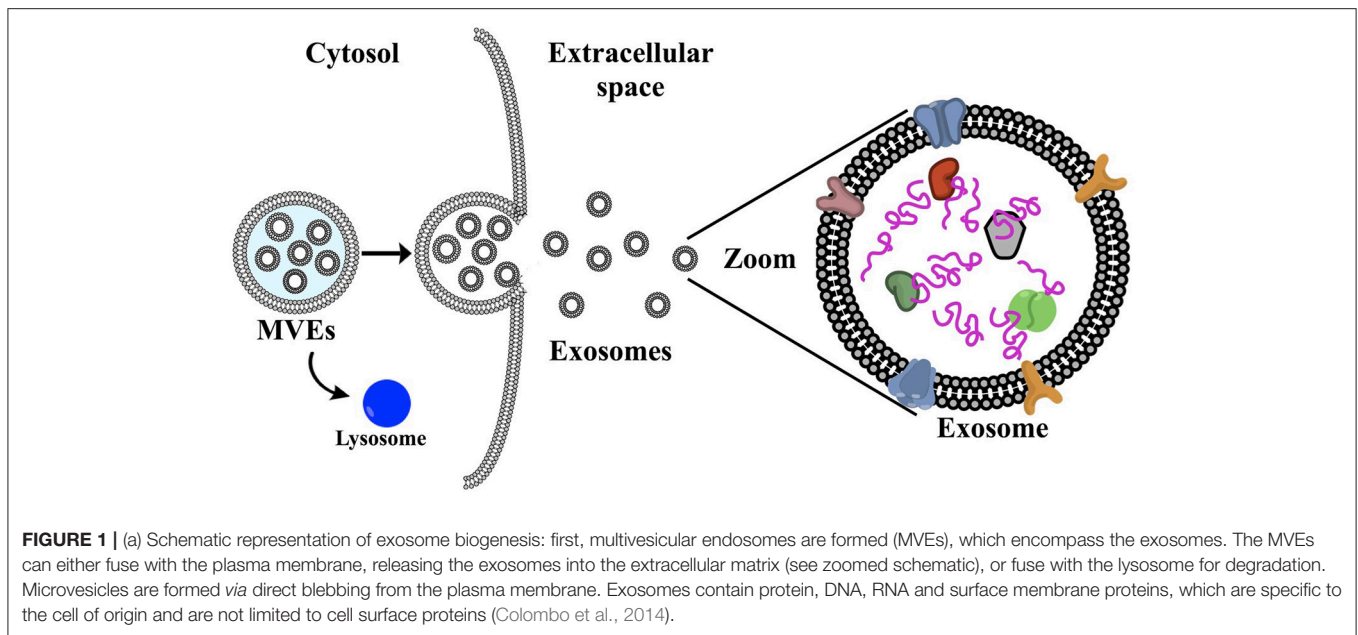 Cytosol
Extracellular
space
MVEs
Lysosome
Exosomes
Zoom
Exosome
FIGURE 1 | (a) Schematic representation of exosome biogenesis: first, multivesicular endosomes are formed (MVEs), which encompass the exosomes. The MVEs
can either fuse with the plasma membrane, releasing the exosomes into the extracellular matrix (see zoomed schematic), or fuse with the lysosome for degradation.
Microvesicles are formed via direct blebbing from the plasma membrane. Exosomes contain protein, DNA, RNA and surface membrane proteins, which are specific to
the cell of origin and are not limited to cell surface proteins (Colombo et al., 2014).